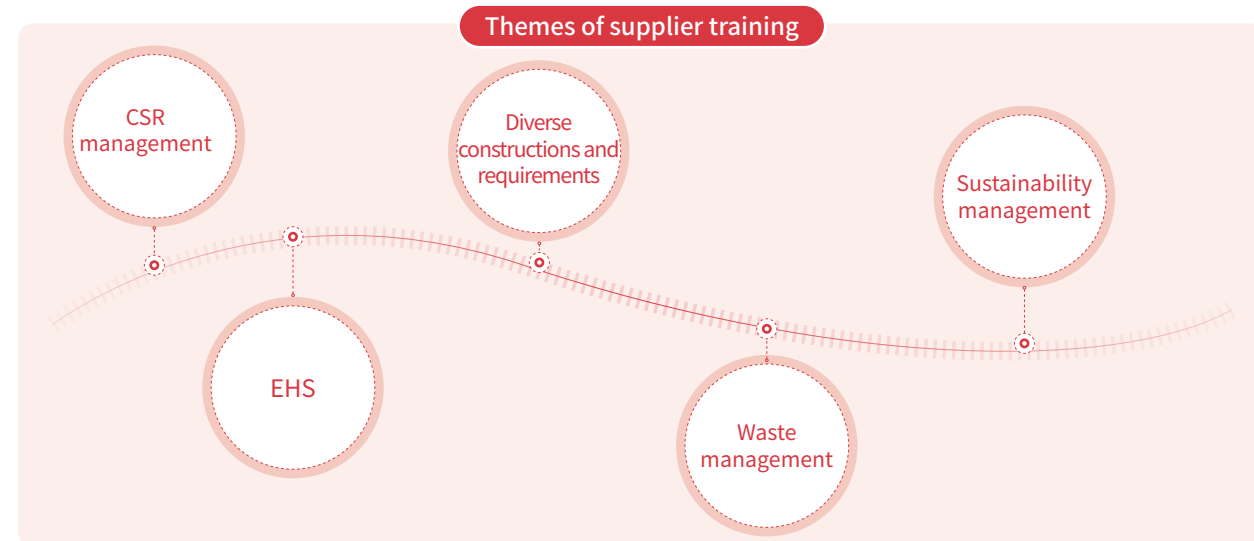 Themes of supplier training
CSR
management
EHS
Diverse
constructions and
requirements
Waste
management
Sustainability
management